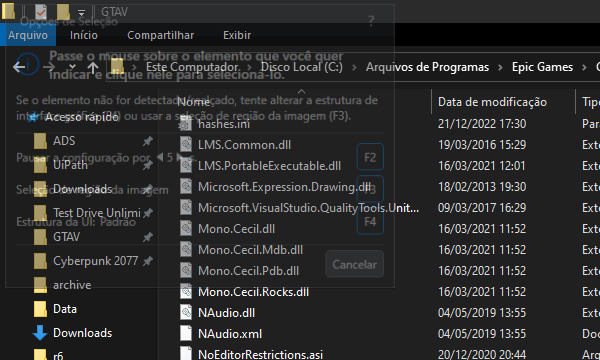 GTAV
Opções de Seleção
?
Arquivo Início Compartilhar Exibir
Passe o mouse sobre o elemento que você quer
indicar e clique nele para selecioná-lo.
Este Computador Disco Local (C:) Arquivos de Programas Epic Games
Nome Data de modificação Tipo
Se o elemento não for detectado/realçado, tente alterar a estrutura de
interface gráfica (F4) ou usar a seleção de região da imagem (F3).
Acesso rápido hashes.ini 21/12/2022 17:30
ADS LMS.Common.dll 19/03/2016 15:29 Exte
Pausar a configuração por 5 F2
UiPath LMS.PortableExecutable.dll 16/03/2021 12:01 Exte
Seleção de região da imagem F3
Downloads Microsoft.Expression.Drawing.dll 18/02/2013 19:30 Exte
Test Drive Unlimi Microsoft.VisualStudio.QualityTools.Unit... 09/03/2017 16:29 Exte
Estrutura da UI: Padrão F4
GTAV Mono.Cecil.dll 16/03/2021 11:52 Exte
Cyberpunk 2077 Mono.Cecil.Mdb.dll 16/03/2021 11:52 Exte
Cancelar
archive Mono.Cecil.Pdb.dll 16/03/2021 11:52 Exte
Mono.Cecil.Rocks.dll 16/03/2021 11:52 Exte
Data NAudio.dll 04/05/2019 13:55 Exte
Downloads NAudio.xml 04/05/2019 13:55
r6 NoEditorRestrictions.asi 20/12/2020 20:44